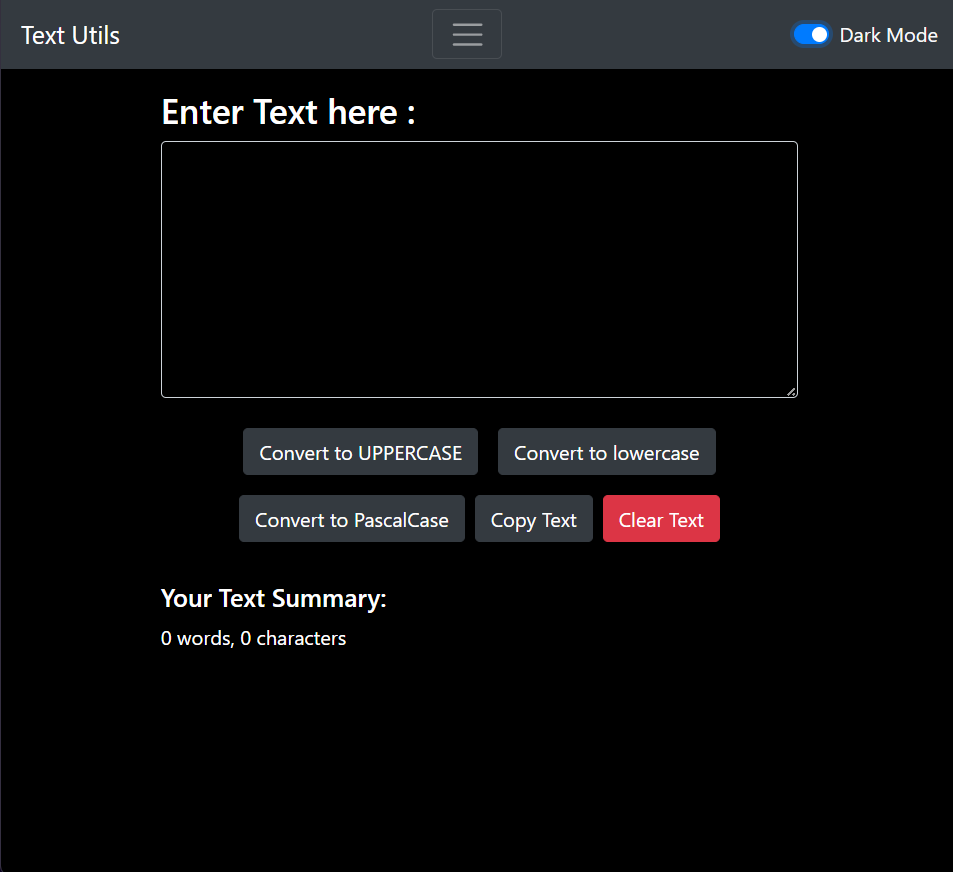 Text Utils
Dark Mode
Enter Text here :
Convert to UPPERCASE
Convert to lowercase
Convert to PascalCase
Copy Text
Clear Text
Your Text Summary:
0 words, 0 characters